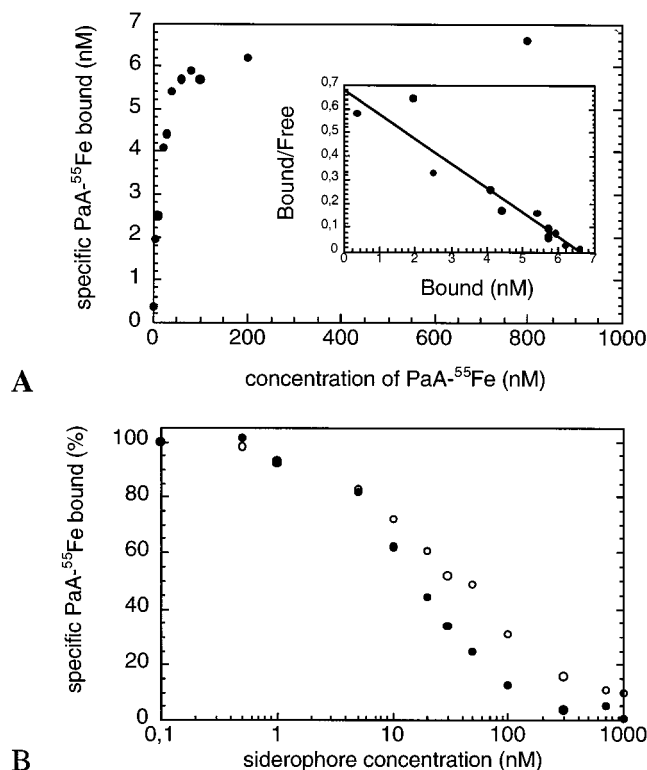 A
specific PaA-⁵⁵Fe bound (nM)
7
6
5
4
3
2
1
0
0 200 400 600 800 1000
concentration of PaA-⁵⁵Fe (nM)
Bound/Free
0,7
0,6
0,5
0,4
0,3
0,2
0,1
0
0 1 2 3 4 5 6 7
Bound (nM)
B
specific PaA-⁵⁵Fe bound (%)
100
80
60
40
20
0
0,1 1 10 100 1000
siderophore concentration (nM)